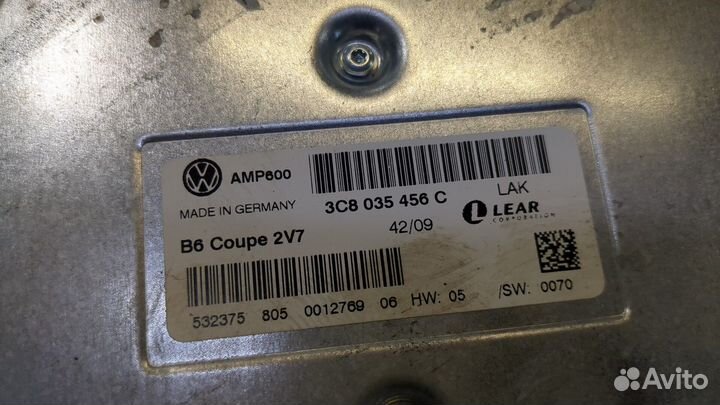 AMP600
MADE IN GERMANY
3C8 035 456 C
LAK
42/09
LEAR
CORPORATION
B6 Coupe 2V7
532375 805 0012769 06 HW: 05 /SW: 0070
Avito